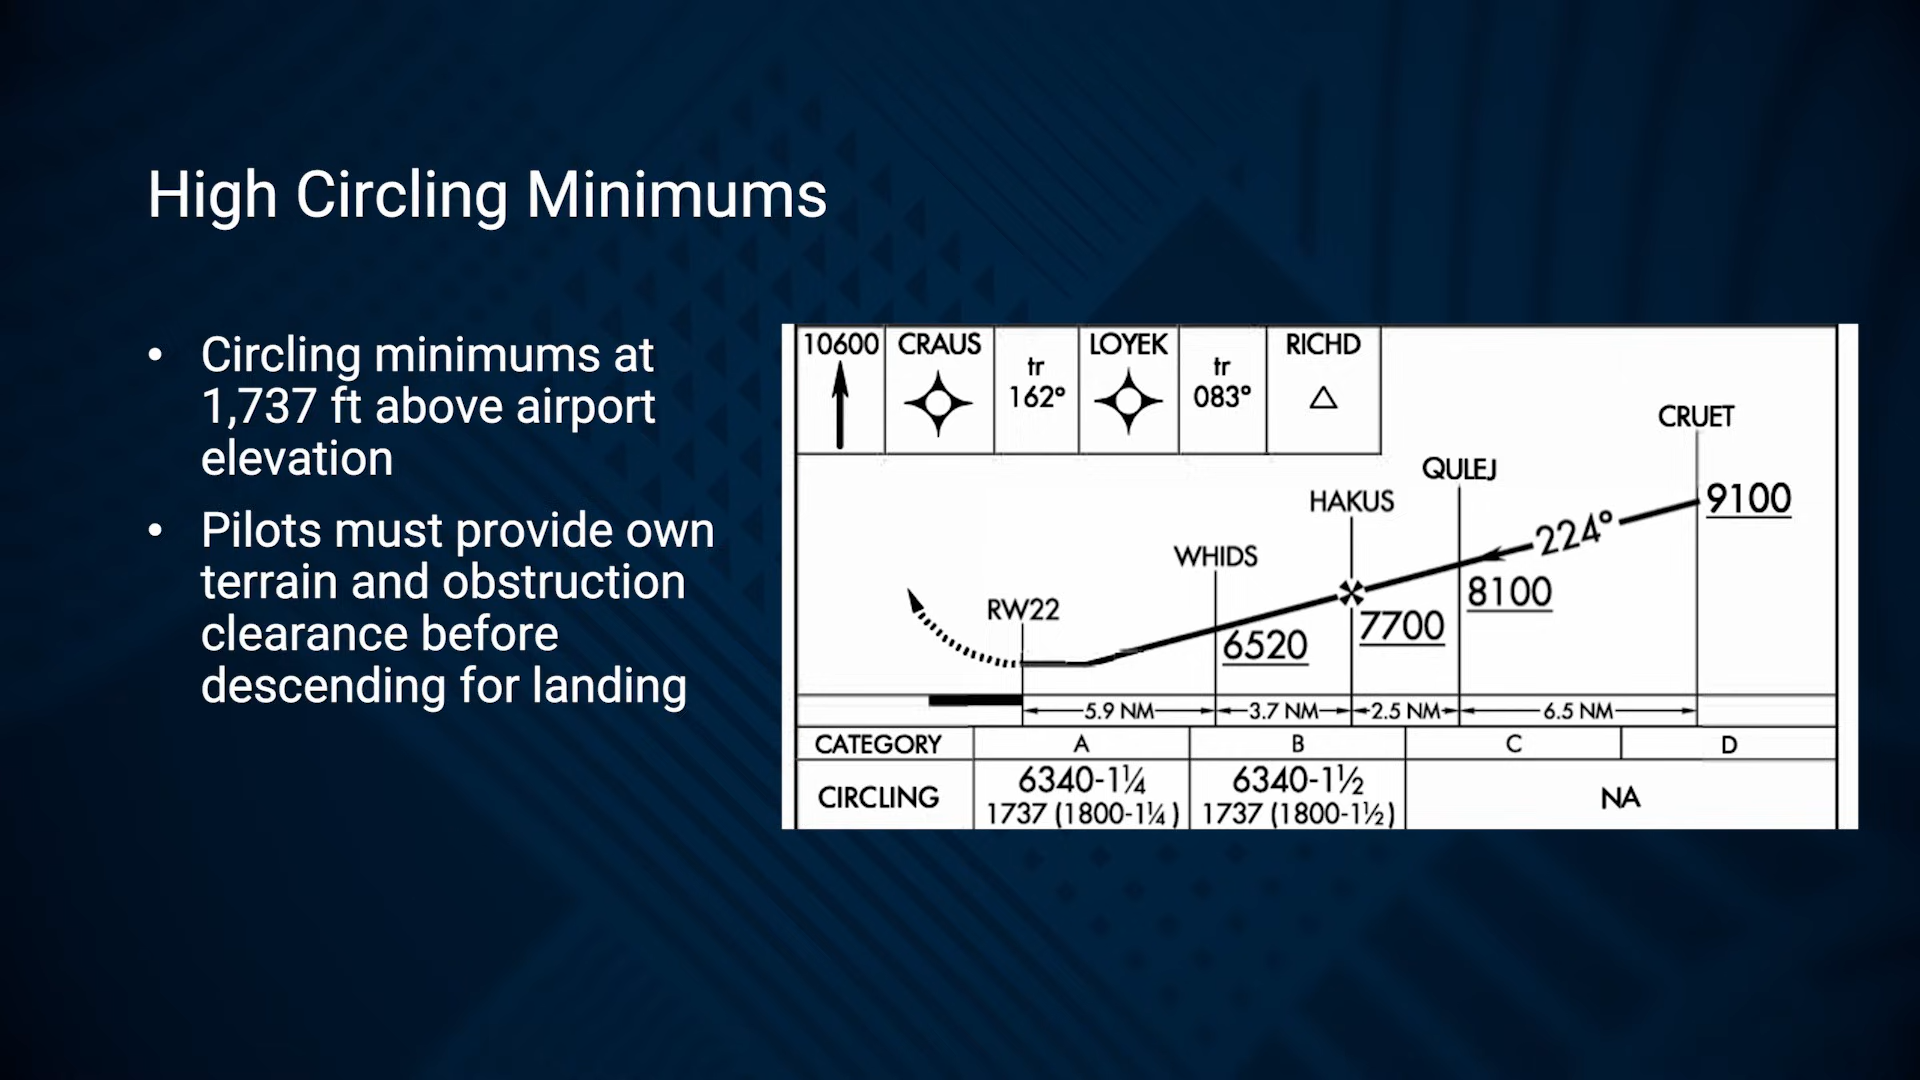 High Circling Minimums
• Circling minimums at
1,737 ft above airport
elevation
• Pilots must provide own
terrain and obstruction
clearance before
descending for landing
10600 CRAUS tr 162° LOYEK tr 083° RICHD
CRUET
9100
QULEJ
224°
8100
HAKUS
7700
WHIDS
6520
RW22
5.9 NM 3.7 NM 2.5 NM 6.5 NM
CATEGORY A B C D
CIRCLING 6340-1¼ 6340-1½ NA
1737 (1800-1¼) 1737 (1800-1½)